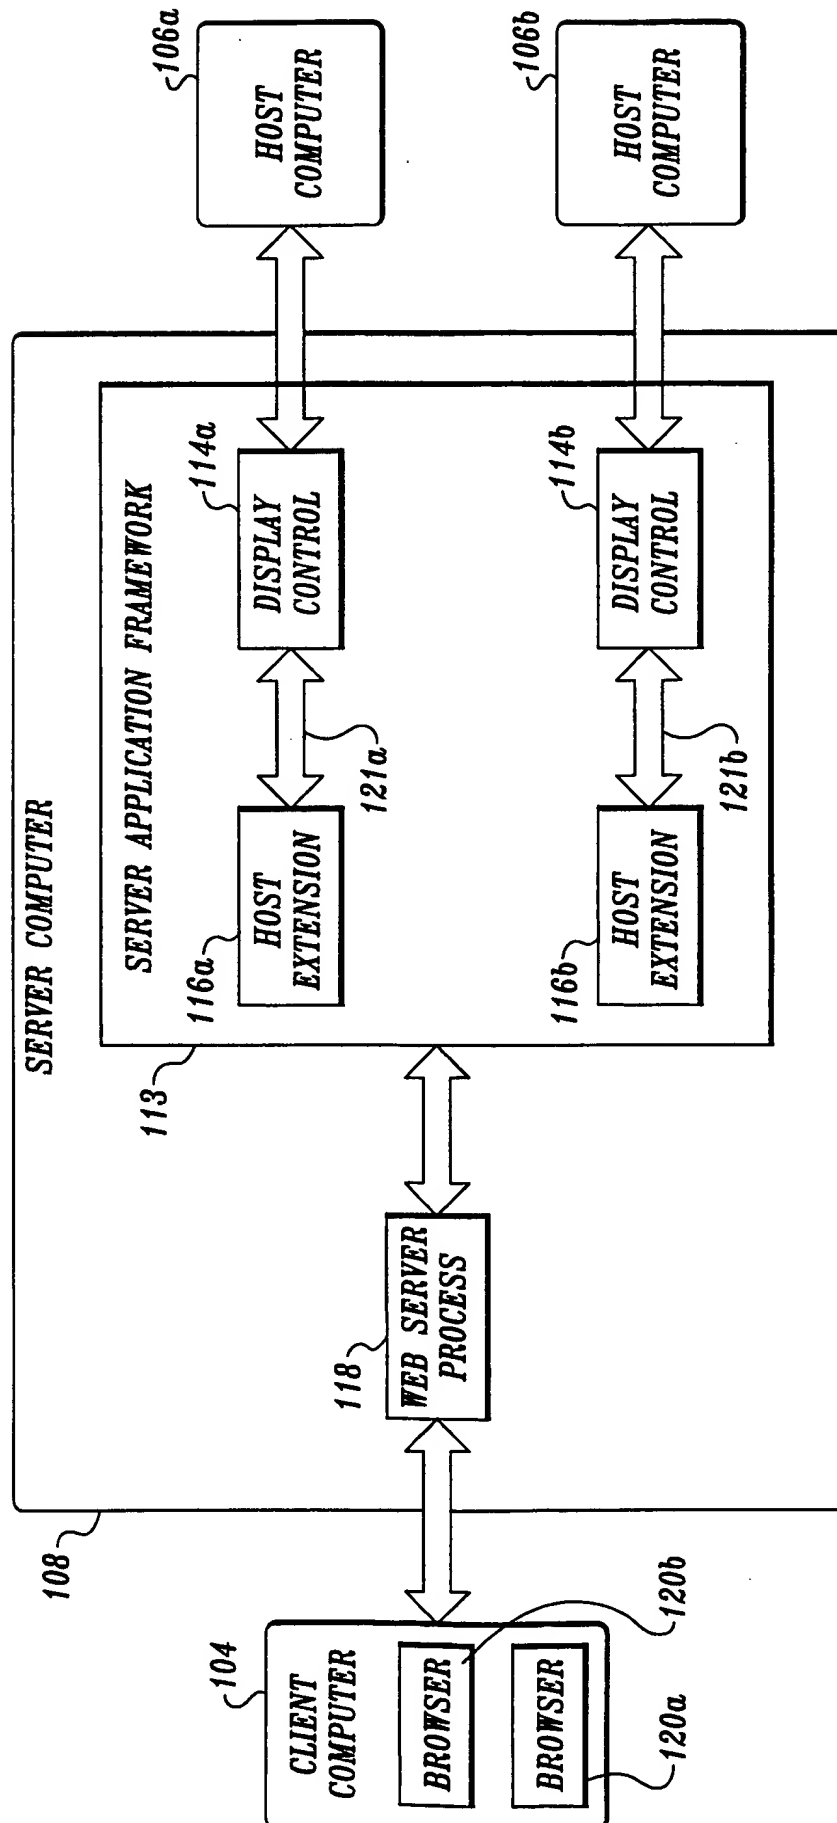 SERVER COMPUTER
108
SERVER APPLICATION FRAMEWORK
113
104
CLIENT
COMPUTER
BROWSER
120b
BROWSER
120a
118
WEB SERVER
PROCESS
116a
HOST
EXTENSION
121a
114a
DISPLAY
CONTROL
106a
HOST
COMPUTER
116b
HOST
EXTENSION
121b
114b
DISPLAY
CONTROL
106b
HOST
COMPUTER